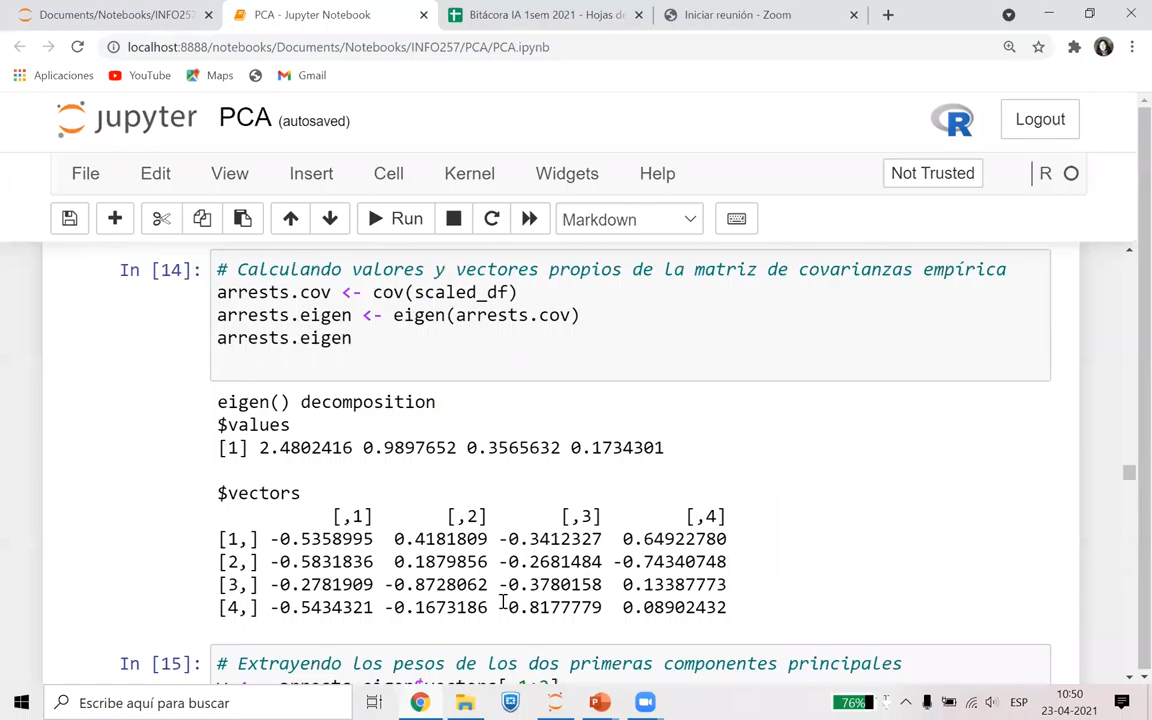 Documents/Notebooks/INFO257
PCA - Jupyter Notebook
Bitácora IA 1sem 2021 - Hojas de
Iniciar reunión - Zoom
localhost:8888/notebooks/Documents/Notebooks/INFO257/PCA/PCA.ipynb
Aplicaciones YouTube Maps Gmail
jupyter PCA (autosaved) R Logout
File Edit View Insert Cell Kernel Widgets Help Not Trusted R
Run Markdown
In [14]: # Calculando valores y vectores propios de la matriz de covarianzas empírica
arrests.cov <- cov(scaled_df)
arrests.eigen <- eigen(arrests.cov)
arrests.eigen
eigen() decomposition
$values
[1] 2.4802416 0.9897652 0.3565632 0.1734301
$vectors
[,1] [,2] [,3] [,4]
[1,] -0.5358995 0.4181809 -0.3412327 0.64922780
[2,] -0.5831836 0.1879856 -0.2681484 -0.74340748
[3,] -0.2781909 -0.8728062 -0.3780158 0.13387773
[4,] -0.5434321 -0.1673186 0.8177779 0.08902432
In [15]: # Extrayendo los pesos de los dos primeras componentes principales
Escribe aquí para buscar 76% ESP 10:50
23-04-2021